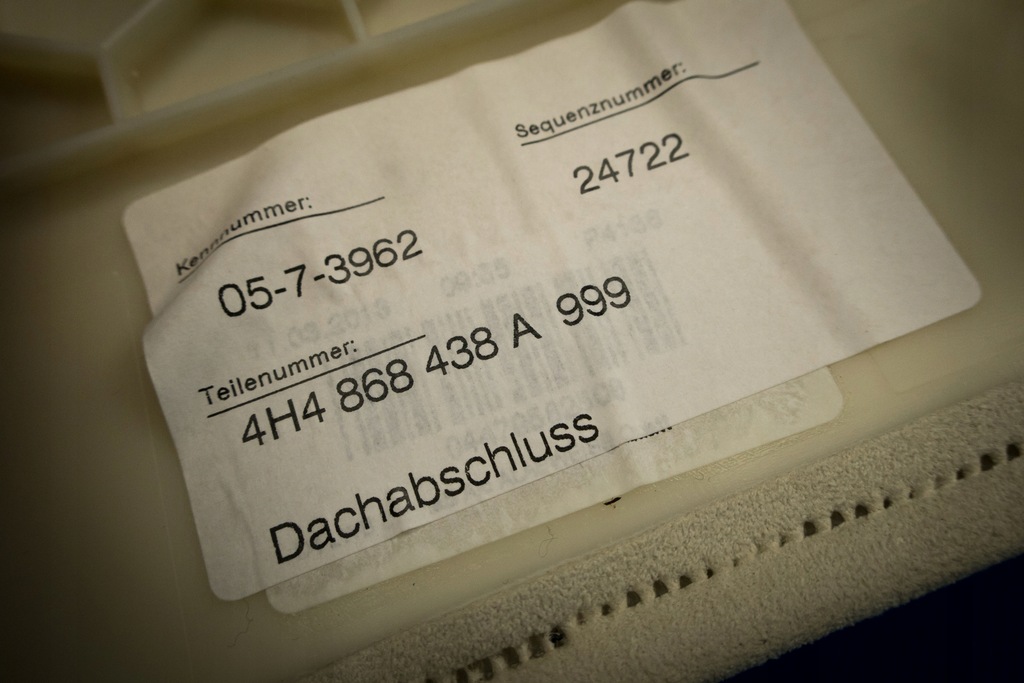 Kennnummer:
Sequenznummer:
05-7-3962
24722
Teilenummer:
4H4 868 438 A 999
Dachabschluss